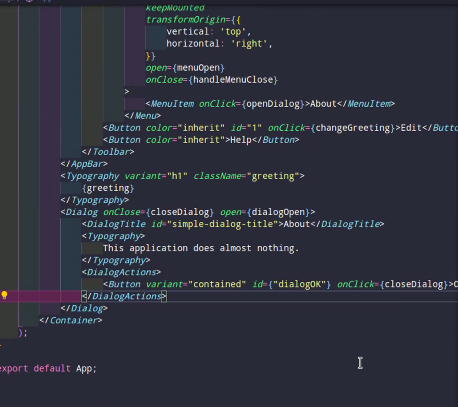 keepMounted
transformOrigin={{
vertical: 'top',
horizontal: 'right',
}}
open={menuOpen}
onClose={handleMenuClose}
>
<MenuItem onClick={openDialog}>About</MenuItem>
</Menu>
<Button color="inherit" id="1" onClick={changeGreeting}>Edit</Butto
<Button color="inherit">Help</Button>
</Toolbar>
</AppBar>
<Typography variant="h1" className="greeting">
{greeting}
</Typography>
<Dialog onClose={closeDialog} open={dialogOpen}>
<DialogTitle id="simple-dialog-title">About</DialogTitle>
<Typography>
This application does almost nothing.
</Typography>
<DialogActions>
<Button variant="contained" id={"dialogOK"} onClick={closeDialog}>
</DialogActions>
</Dialog>
</Container>
);
export default App;